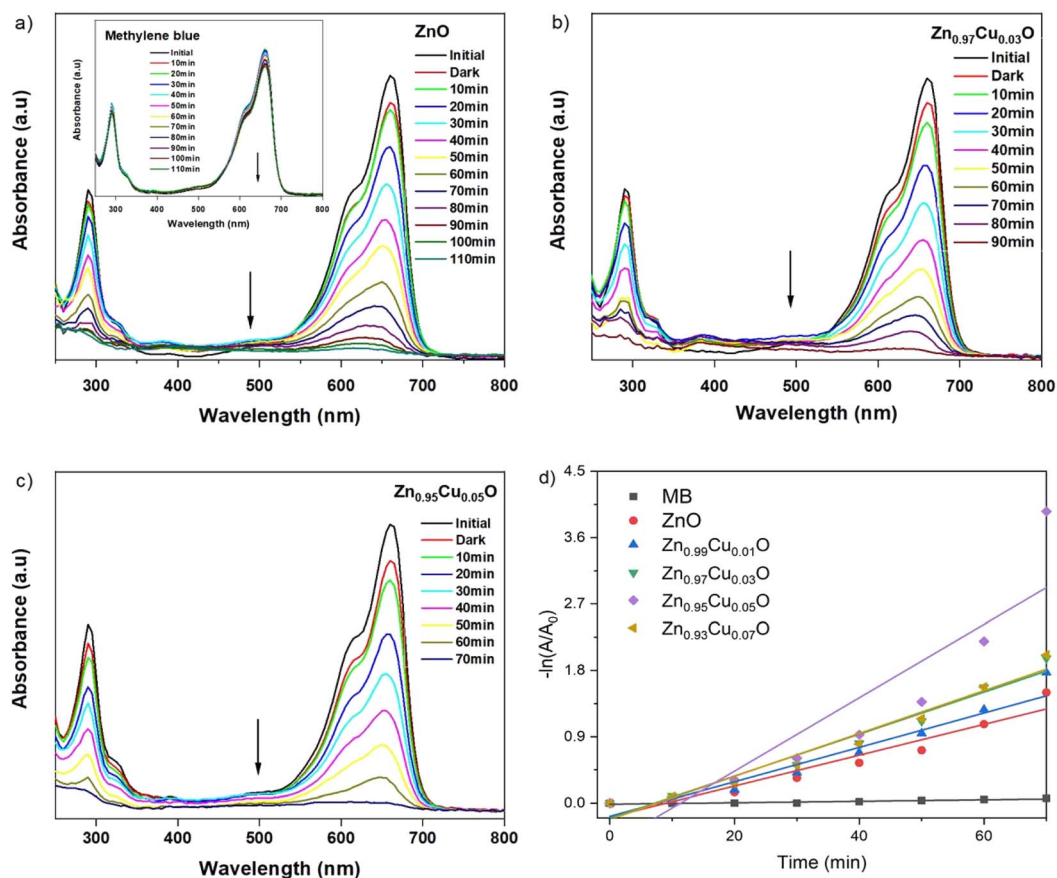 a)
ZnO
Initial
Dark
10min
20min
30min
40min
50min
60min
70min
80min
90min
100min
110min
Methylene blue
Initial
10min
20min
30min
40min
50min
60min
70min
80min
90min
100min
110min
Absorbance (a.u)
300 400 500 600 700 800
Wavelength (nm)
Absorbance (a.u)
300 400 500 600 700 800
Wavelength (nm)
b)
Zn₀.₉₇Cu₀.₀₃O
Initial
Dark
10min
20min
30min
40min
50min
60min
70min
80min
90min
Absorbance (a.u)
300 400 500 600 700 800
Wavelength (nm)
c)
Zn₀.₉₅Cu₀.₀₅O
Initial
Dark
10min
20min
30min
40min
50min
60min
70min
Absorbance (a.u)
300 400 500 600 700 800
Wavelength (nm)
d)
MB
ZnO
Zn₀.₉₉Cu₀.₀₁O
Zn₀.₉₇Cu₀.₀₃O
Zn₀.₉₅Cu₀.₀₅O
Zn₀.₉₃Cu₀.₀₇O
-ln(A\/A₀)
4.5
3.6
2.7
1.8
0.9
0.0
0 20 40 60
Time (min)